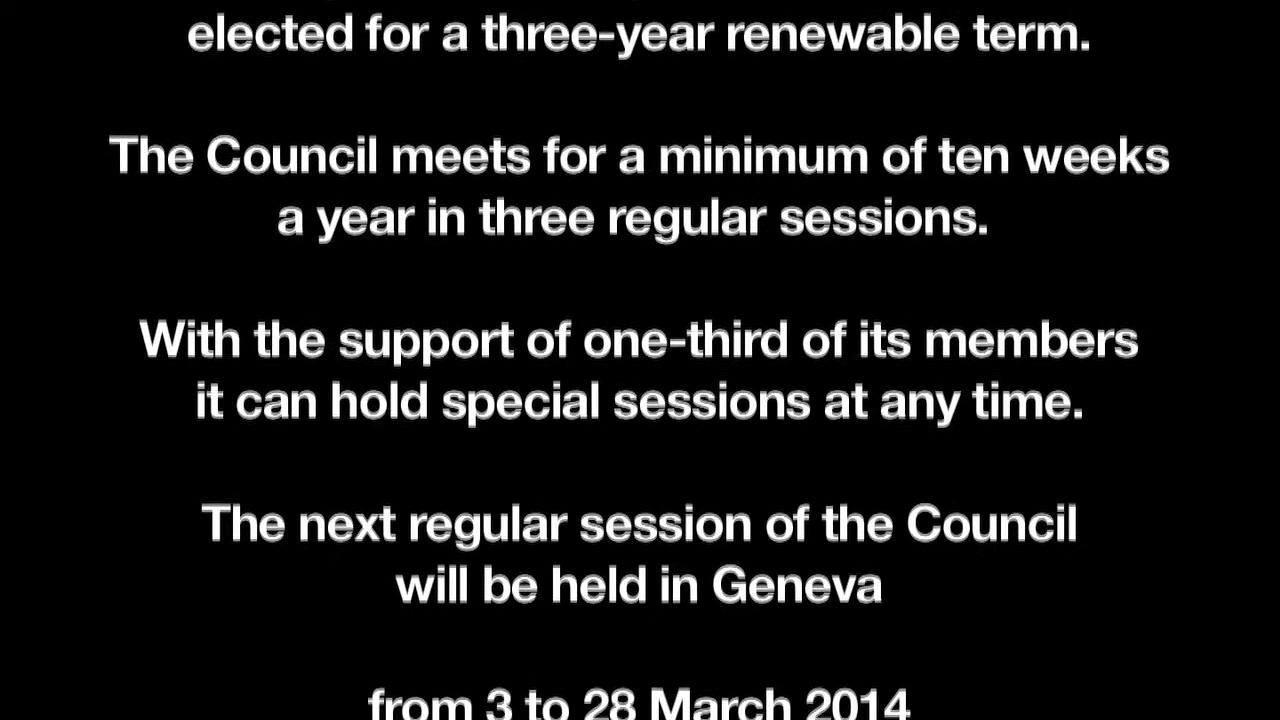 elected for a three-year renewable term.
The Council meets for a minimum of ten weeks
a year in three regular sessions.
With the support of one-third of its members
it can hold special sessions at any time.
The next regular session of the Council
will be held in Geneva
from 3 to 28 March 2014